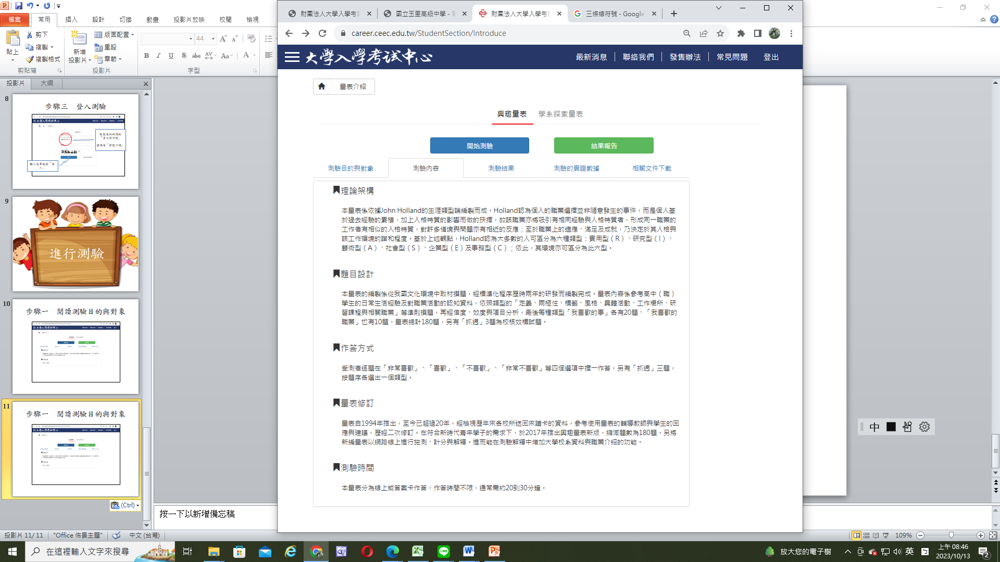 檔案 常用 插入 設計 切換 動畫 投影片放映 校閱 檢視
貼上 剪下 複製 複製格式
剪貼簿
新增投影片 版面配置 重設 章節
投影片
44
字型
投影片 大綱
8
步驟三 登入測驗
大學入學考試中心
9
進行測驗
10
步驟一 閱讀測驗目的與對象
11
步驟一 閱讀測驗目的與對象
(Ctrl)
按一下以新增備忘稿
投影片 11/ 11 "Office 佈景主題" 中文 (台灣)
109%
財團法人大學入學考試 國立玉里高級中學 - 財團法人大學入學考試 三條線符號 - Google
career.ceec.edu.tw/StudentSection/Introduce
大學入學考試中心
最新消息 聯絡我們 發售辦法 常見問題 登出
量表介紹
興趣量表 學系探索量表
開始測驗 結果報告
測驗目的與對象 測驗內容 測驗結果 測驗的實證數據 相關文件下載
理論架構
本量表係依據John Holland的生涯類型論編製而成。Holland認為個人的職業選擇並非隨意發生的事件，而是個人基
於過去經驗的累積，加上人格特質的影響而做的抉擇，故該職業亦將吸引有相同經驗與人格特質者，形成同一職業的
工作者有相似的人格特質，對許多情境與問題亦有相近的反應；至於職業上的適應、滿足及成就，乃決定於其人格與
該工作環境的諧和程度。基於上述觀點，Holland認為大多數的人可區分為六種類型：實用型（R）、研究型（I）、
藝術型（A）、社會型（S）、企業型（E）及事務型（C）；依此，其環境亦可區分為此六型。
題目設計
本量表的編製係從我國文化環境中取材撰題，經標準化程序歷時兩年的研發而編製完成。量表內容係參考高中（職）
學生的日常生活經驗及對職業活動的認知資料，依照類型的「定義、兩極性、標籤、風格、具體活動、工作場所、研
習課程與相關職業」等準則撰題，再經信度、效度與項目分析，最後每種類型「我喜歡的事」各有20題、「我喜歡的
職業」也有10題，量表總計180題，另有「抓週」3題為校核效標試題。
作答方式
受測者逐題在「非常喜歡」、「喜歡」、「不喜歡」、「非常不喜歡」等四個選項中擇一作答，另有「抓週」三題，
按題序各選出一個類型。
量表修訂
量表自1994年推出，至今已超過20年，經檢視歷年來各校所送回來讀卡的資料，參考使用量表的輔導教師與學生的回
應與建議，歷經二次修訂。在符合新時代青年學子的需求下，於2017年推出興趣量表新版，縮減題數為180題，另將
新編量表以網路線上進行施測、計分與解釋。進而能在測驗解釋中增加大學校系資料與職業介紹的功能。
測驗時間
本量表分為線上或答案卡作答，作答時間不限，通常需約20到30分鐘。
中
在這裡輸入文字來搜尋
放大您的電子樹
英
上午 08:46
2023/10/13
2